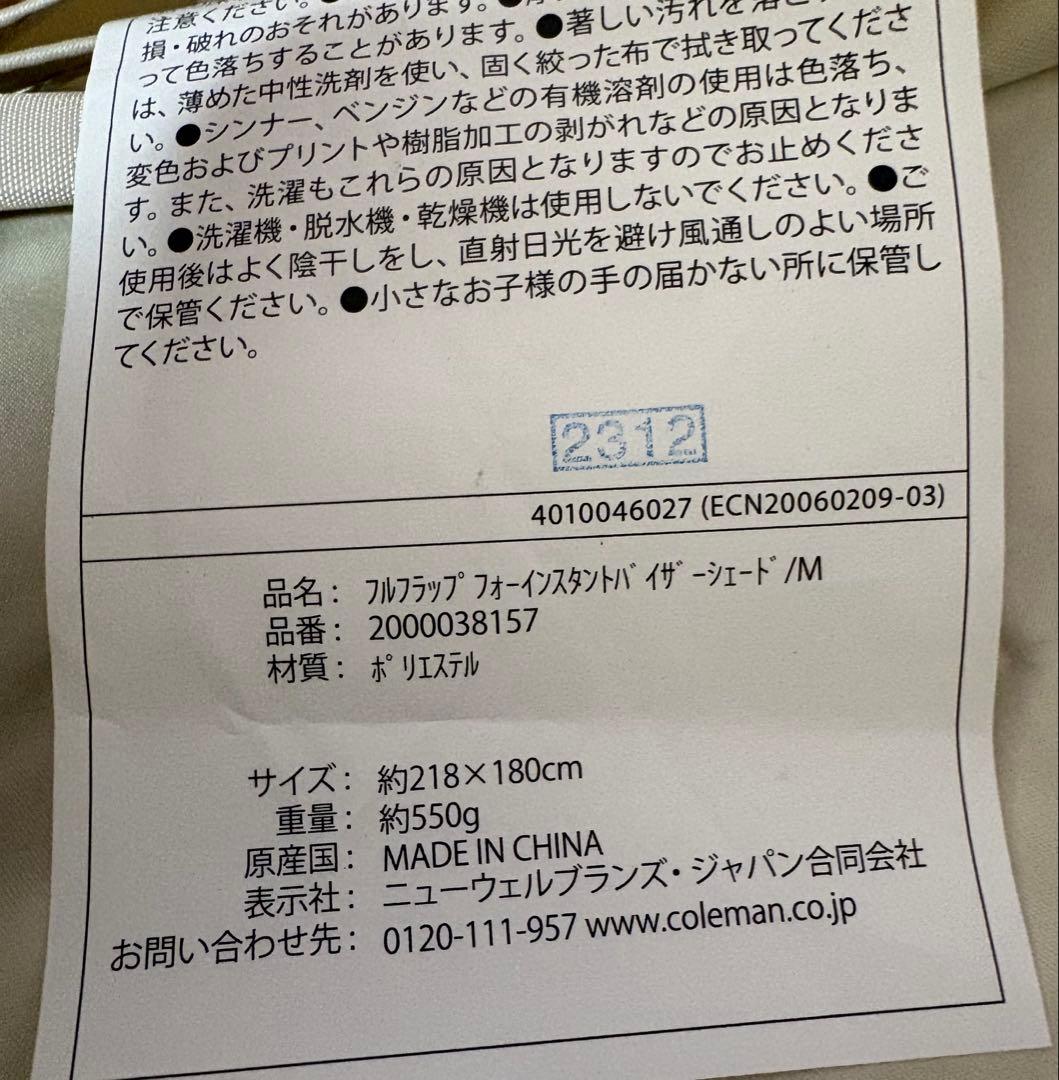 注意ください。●
損・破れのおそれがあります。●
って色落ちすることがあります。●著しい汚れを落と
は、薄めた中性洗剤を使い、固く絞った布で拭き取ってくださ
い。●シンナー、ベンジンなどの有機溶剤の使用は色落ち、
変色およびプリントや樹脂加工の剥がれなどの原因となりま
す。また、洗濯もこれらの原因となりますのでお止めくださ
い。●洗濯機・脱水機・乾燥機は使用しないでください。●ご
使用後はよく陰干しをし、直射日光を避け風通しのよい場所
で保管ください。●小さなお子様の手の届かない所に保管し
てください。
2312
4010046027 (ECN20060209-03)
品名： ﾌﾙﾌﾗｯﾌﾟ ﾌｫｰｲﾝｽﾀﾝﾄﾊﾞｲｻﾞｰｼｪｰﾄﾞ/M
品番： 2000038157
材質： ﾎﾟﾘｴｽﾃﾙ
サイズ： 約218×180cm
重量： 約550g
原産国： MADE IN CHINA
表示社： ニューウェルブランズ・ジャパン合同会社
お問い合わせ先： 0120-111-957 www.coleman.co.jp